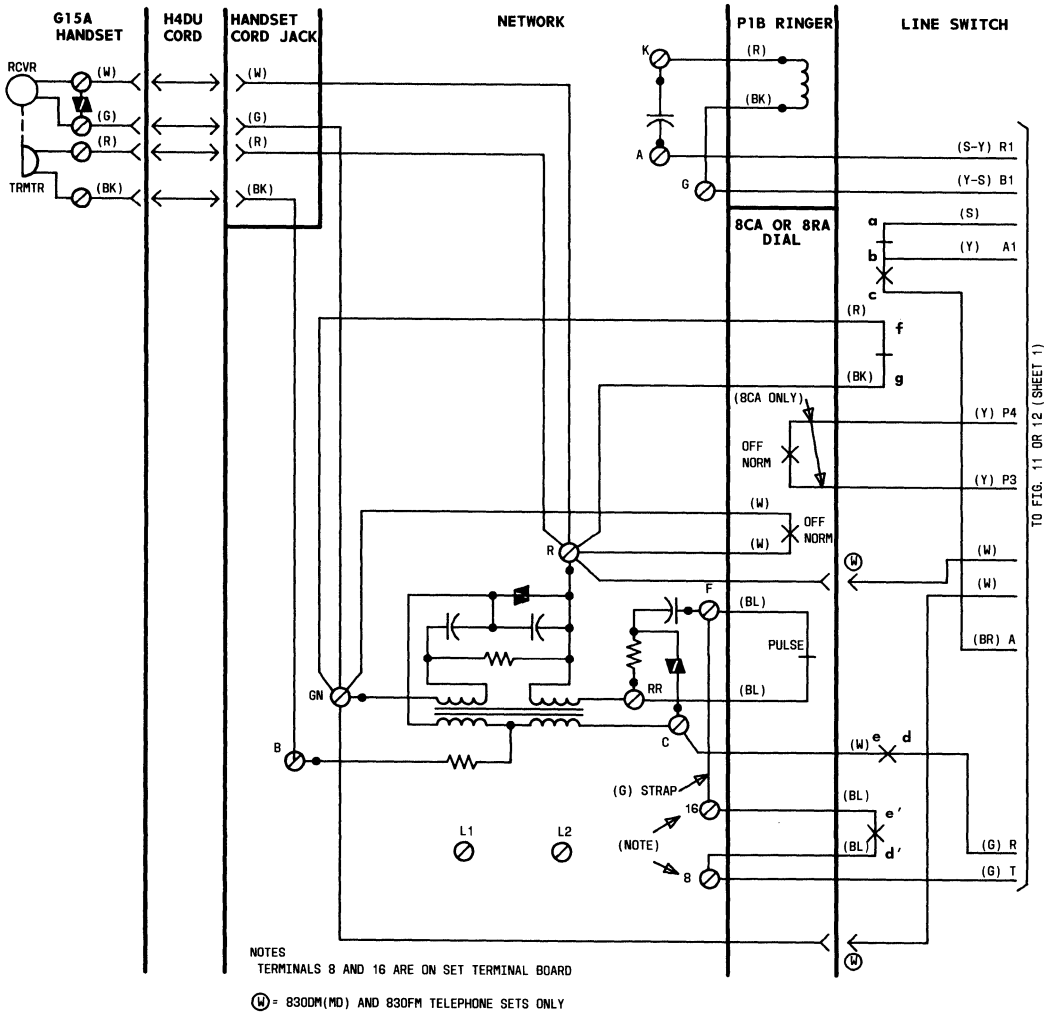 G15A
HANDSET
H4DU
CORD
HANDSET
CORD JACK
NETWORK
P1B RINGER
LINE SWITCH
RCVR
(W)
(W)
(G)
(G)
(R)
(R)
TRMTR
(BK)
(BK)
K
(R)
(BK)
A
G
(S-Y) R1
(Y-S) B1
8CA OR 8RA
DIAL
a
(S)
b
(Y) A1
c
(R)
f
(BK)
g
(8CA ONLY)
(Y) P4
OFF
NORM
(Y) P3
TO FIG. 11 OR 12 (SHEET 1)
(W)
OFF
NORM
(W)
R
W
(W)
(W)
F
(BL)
PULSE
(BR) A
GN
RR
(BL)
C
B
(W)
e
d
(G) STRAP
16
(BL)
e'
(NOTE)
L1
L2
(BL)
d'
(G) R
8
(G) T
W
NOTES
TERMINALS 8 AND 16 ARE ON SET TERMINAL BOARD
W = 830DM(MD) AND 830FM TELEPHONE SETS ONLY